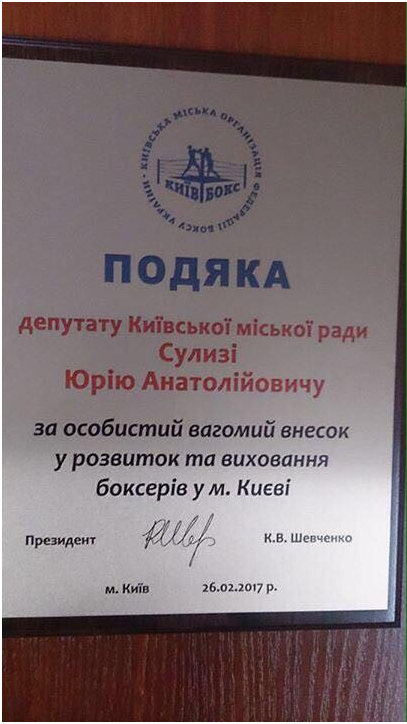 КИЇВСЬКА МІСЬКА ОРГАНІЗАЦІЯ ФЕДЕРАЦІЇ БОКСУ УКРАЇНИ
КИЇВ БОКС
ПОДЯКА
депутату Київської міської ради
Сулизі
Юрію Анатолійовичу
за особистий вагомий внесок
у розвиток та виховання
боксерів у м. Києві
Президент К.В. Шевченко
м. Київ 26.02.2017 р.